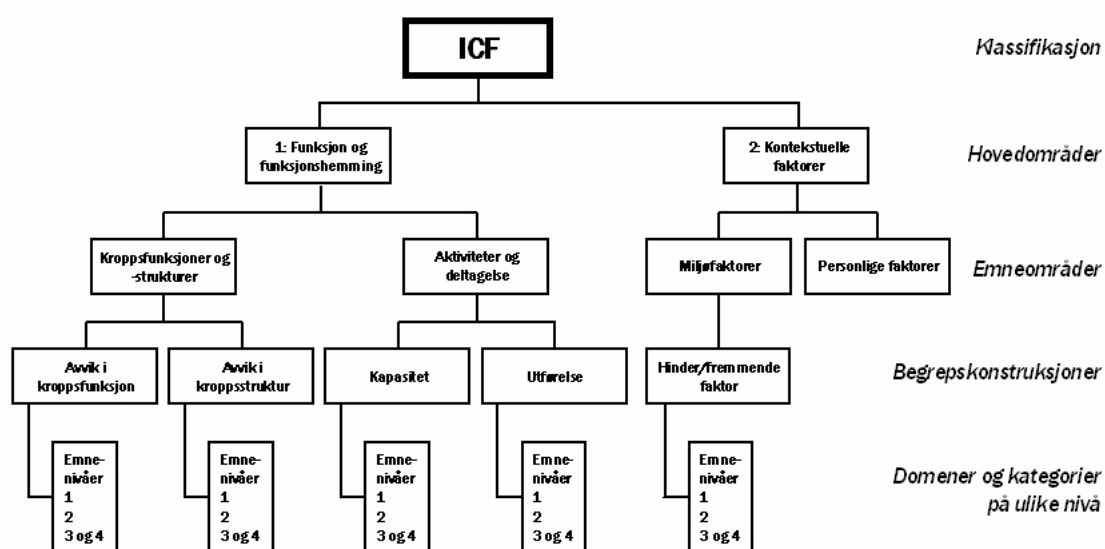 ICF
Klassifikasjon
1: Funksjon og
funksjonshemming
2: Kontekstuelle
faktorer
Hovedområder
Kroppsfunksjoner og
-strukturer
Aktiviteter og
deltagelse
Miljøfaktorer
Personlige faktorer
Emneområder
Avvik i
kroppsfunksjon
Avvik i
kroppsstruktur
Kapasitet
Utførelse
Hinder/fremmende
faktor
Begrepskonstruksjoner
Emne-
nivåer
1
2
3 og 4
Emne-
nivåer
1
2
3 og 4
Emne-
nivåer
1
2
3 og 4
Emne-
nivåer
1
2
3 og 4
Emne-
nivåer
1
2
3 og 4
Domener og kategorier
på ulike nivå